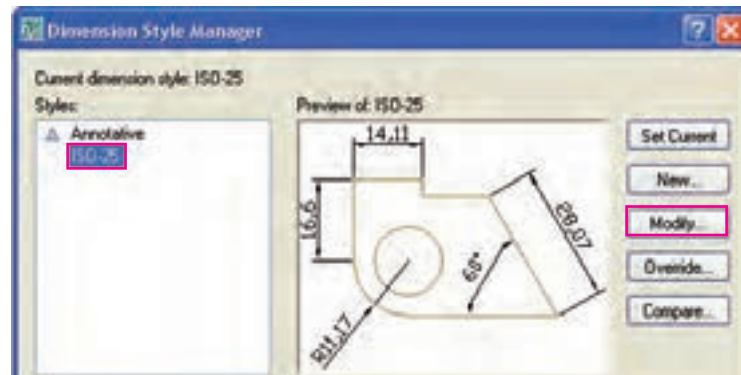 Dimension Style Manager
Current dimension style: ISO-25
Styles:
Preview of: ISO-25
Annotative
ISO-25
14,11
16,6
28,07
60°
R11,17
Set Current
New...
Modify...
Override...
Compare...